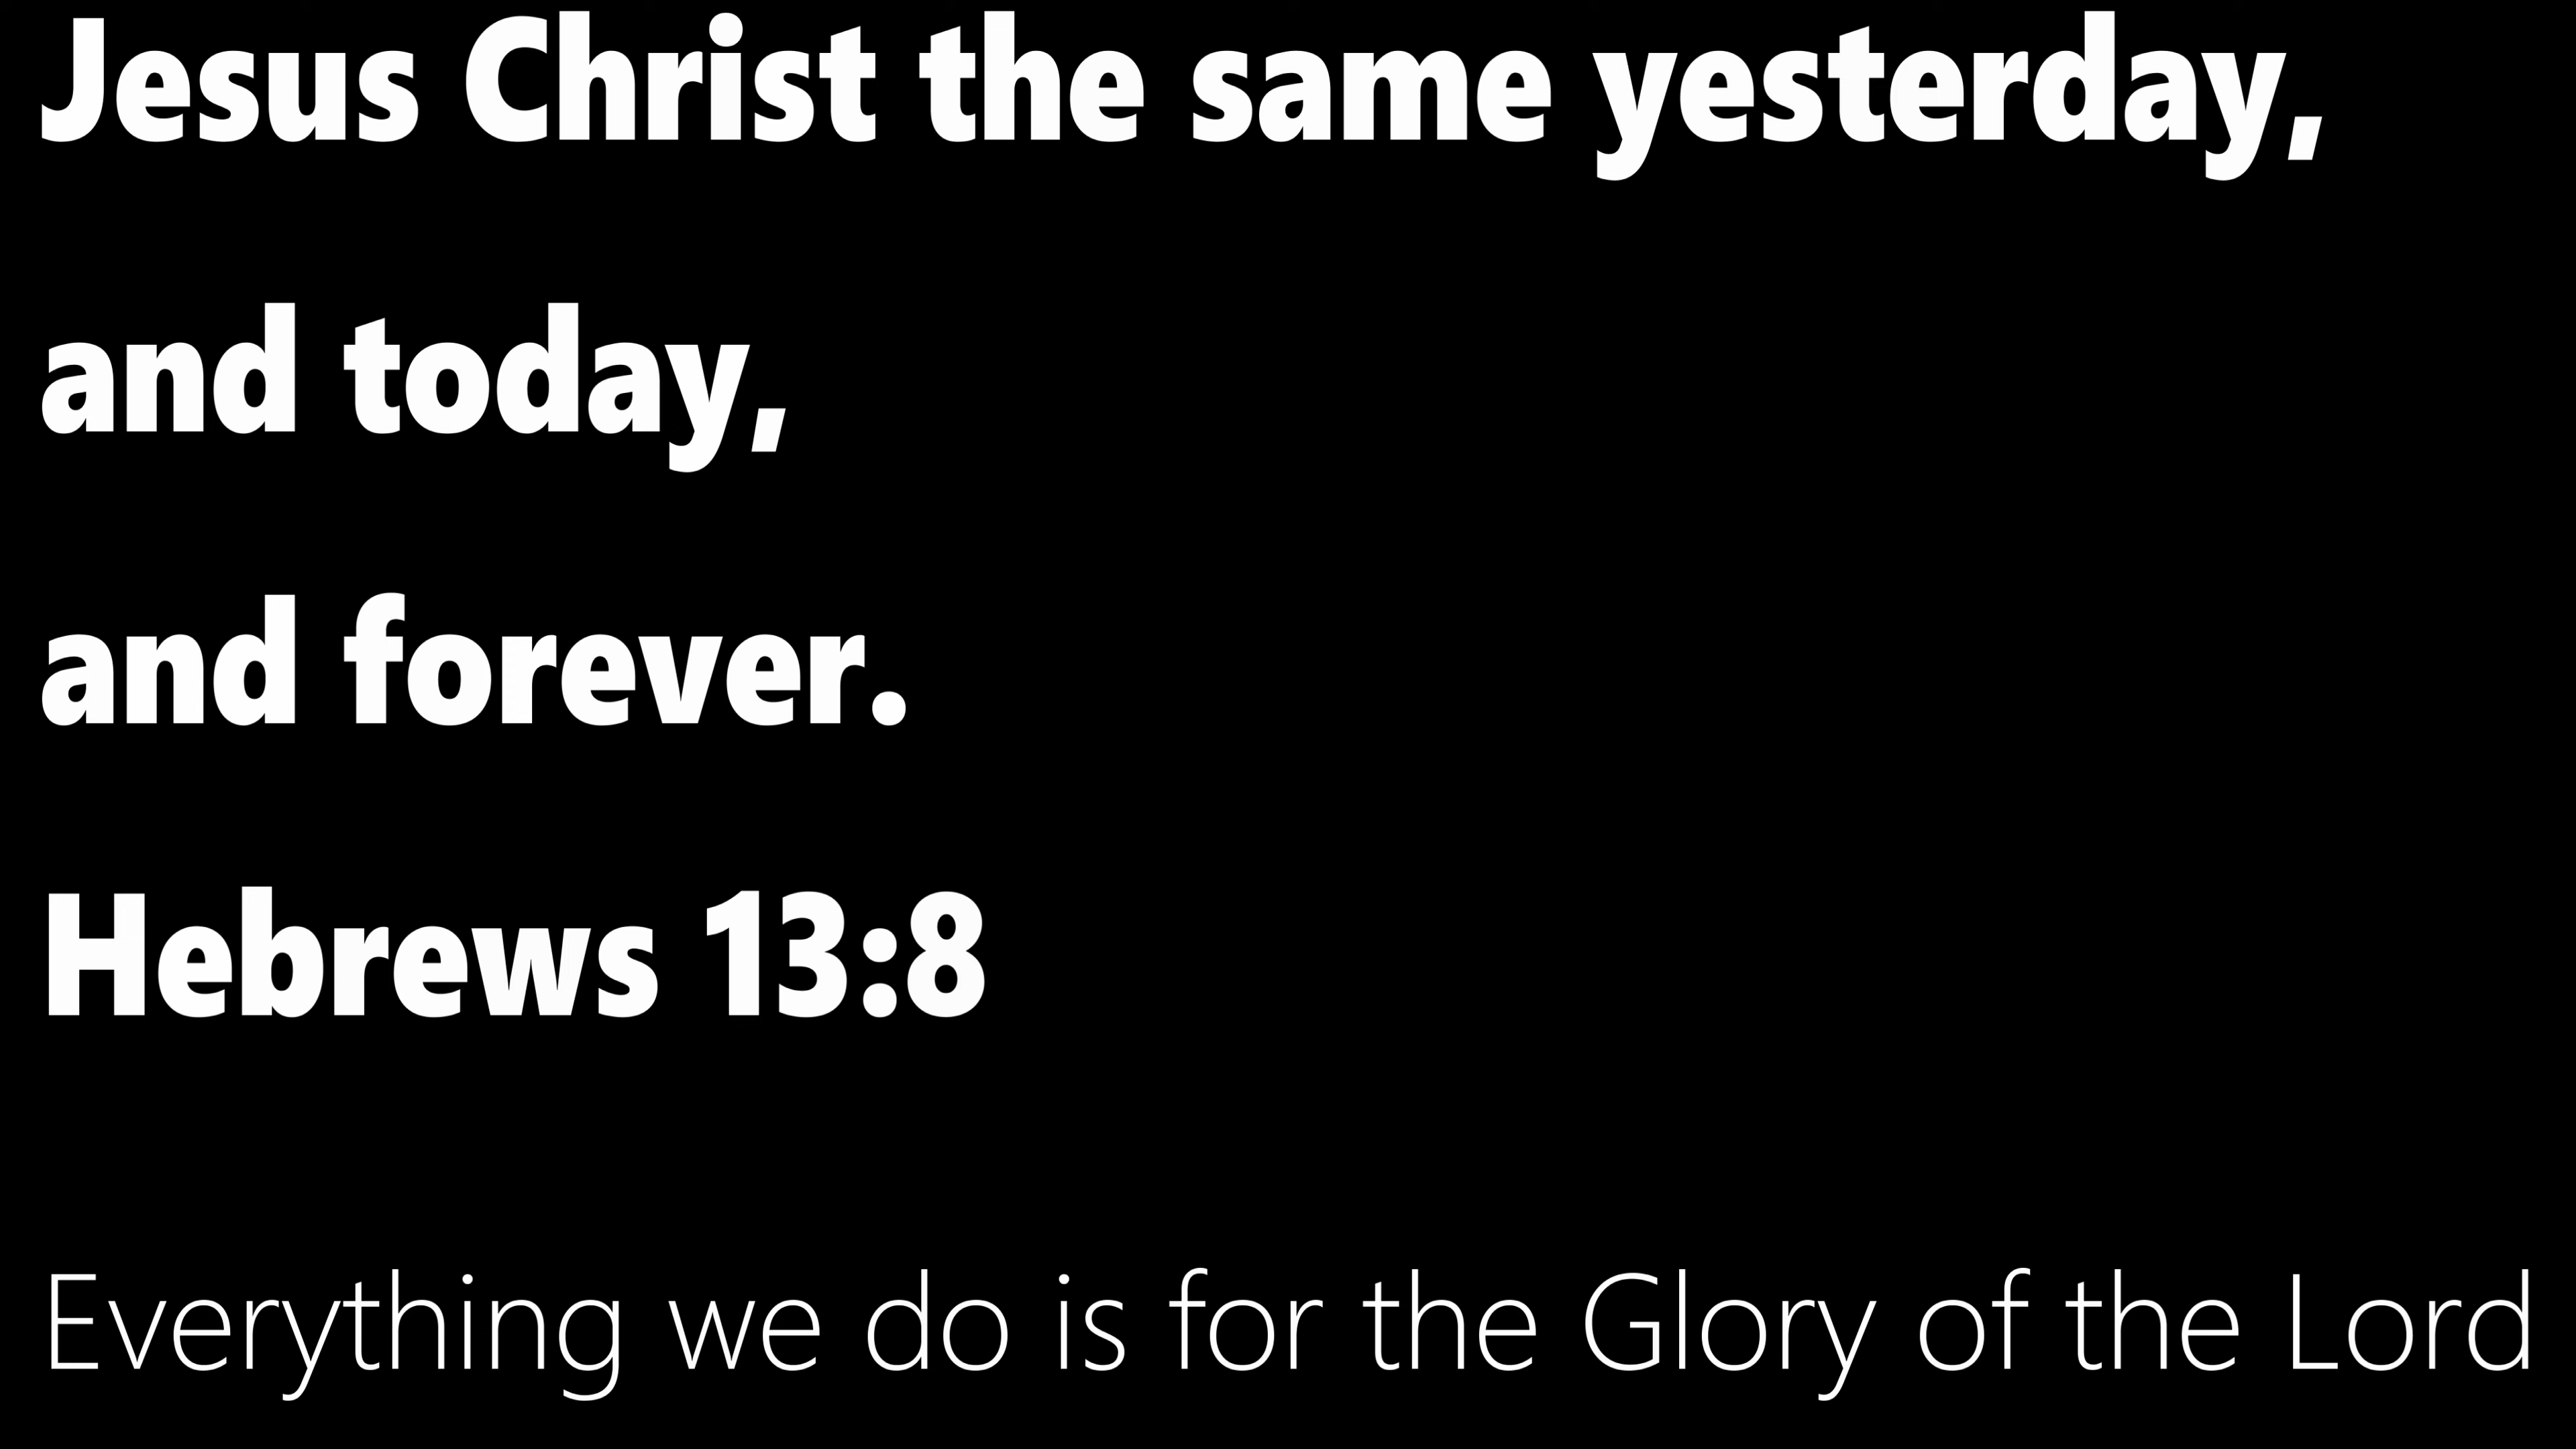 Jesus Christ the same yesterday,
and today,
and forever.
Hebrews 13:8
Everything we do is for the Glory of the Lord